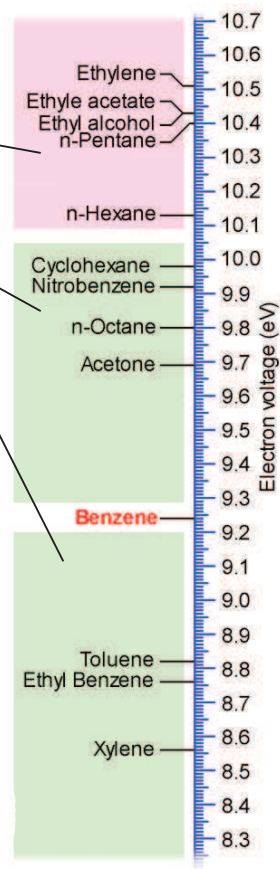 Ethylene
Ethyle acetate
Ethyl alcohol
n-Pentane
n-Hexane
Cyclohexane
Nitrobenzene
n-Octane
Acetone
Benzene
Toluene
Ethyl Benzene
Xylene
10.7
10.6
10.5
10.4
10.3
10.2
10.1
10.0
9.9
9.8
9.7
9.6
9.5
9.4
9.3
9.2
9.1
9.0
8.9
8.8
8.7
8.6
8.5
8.4
8.3
Electron voltage (eV)